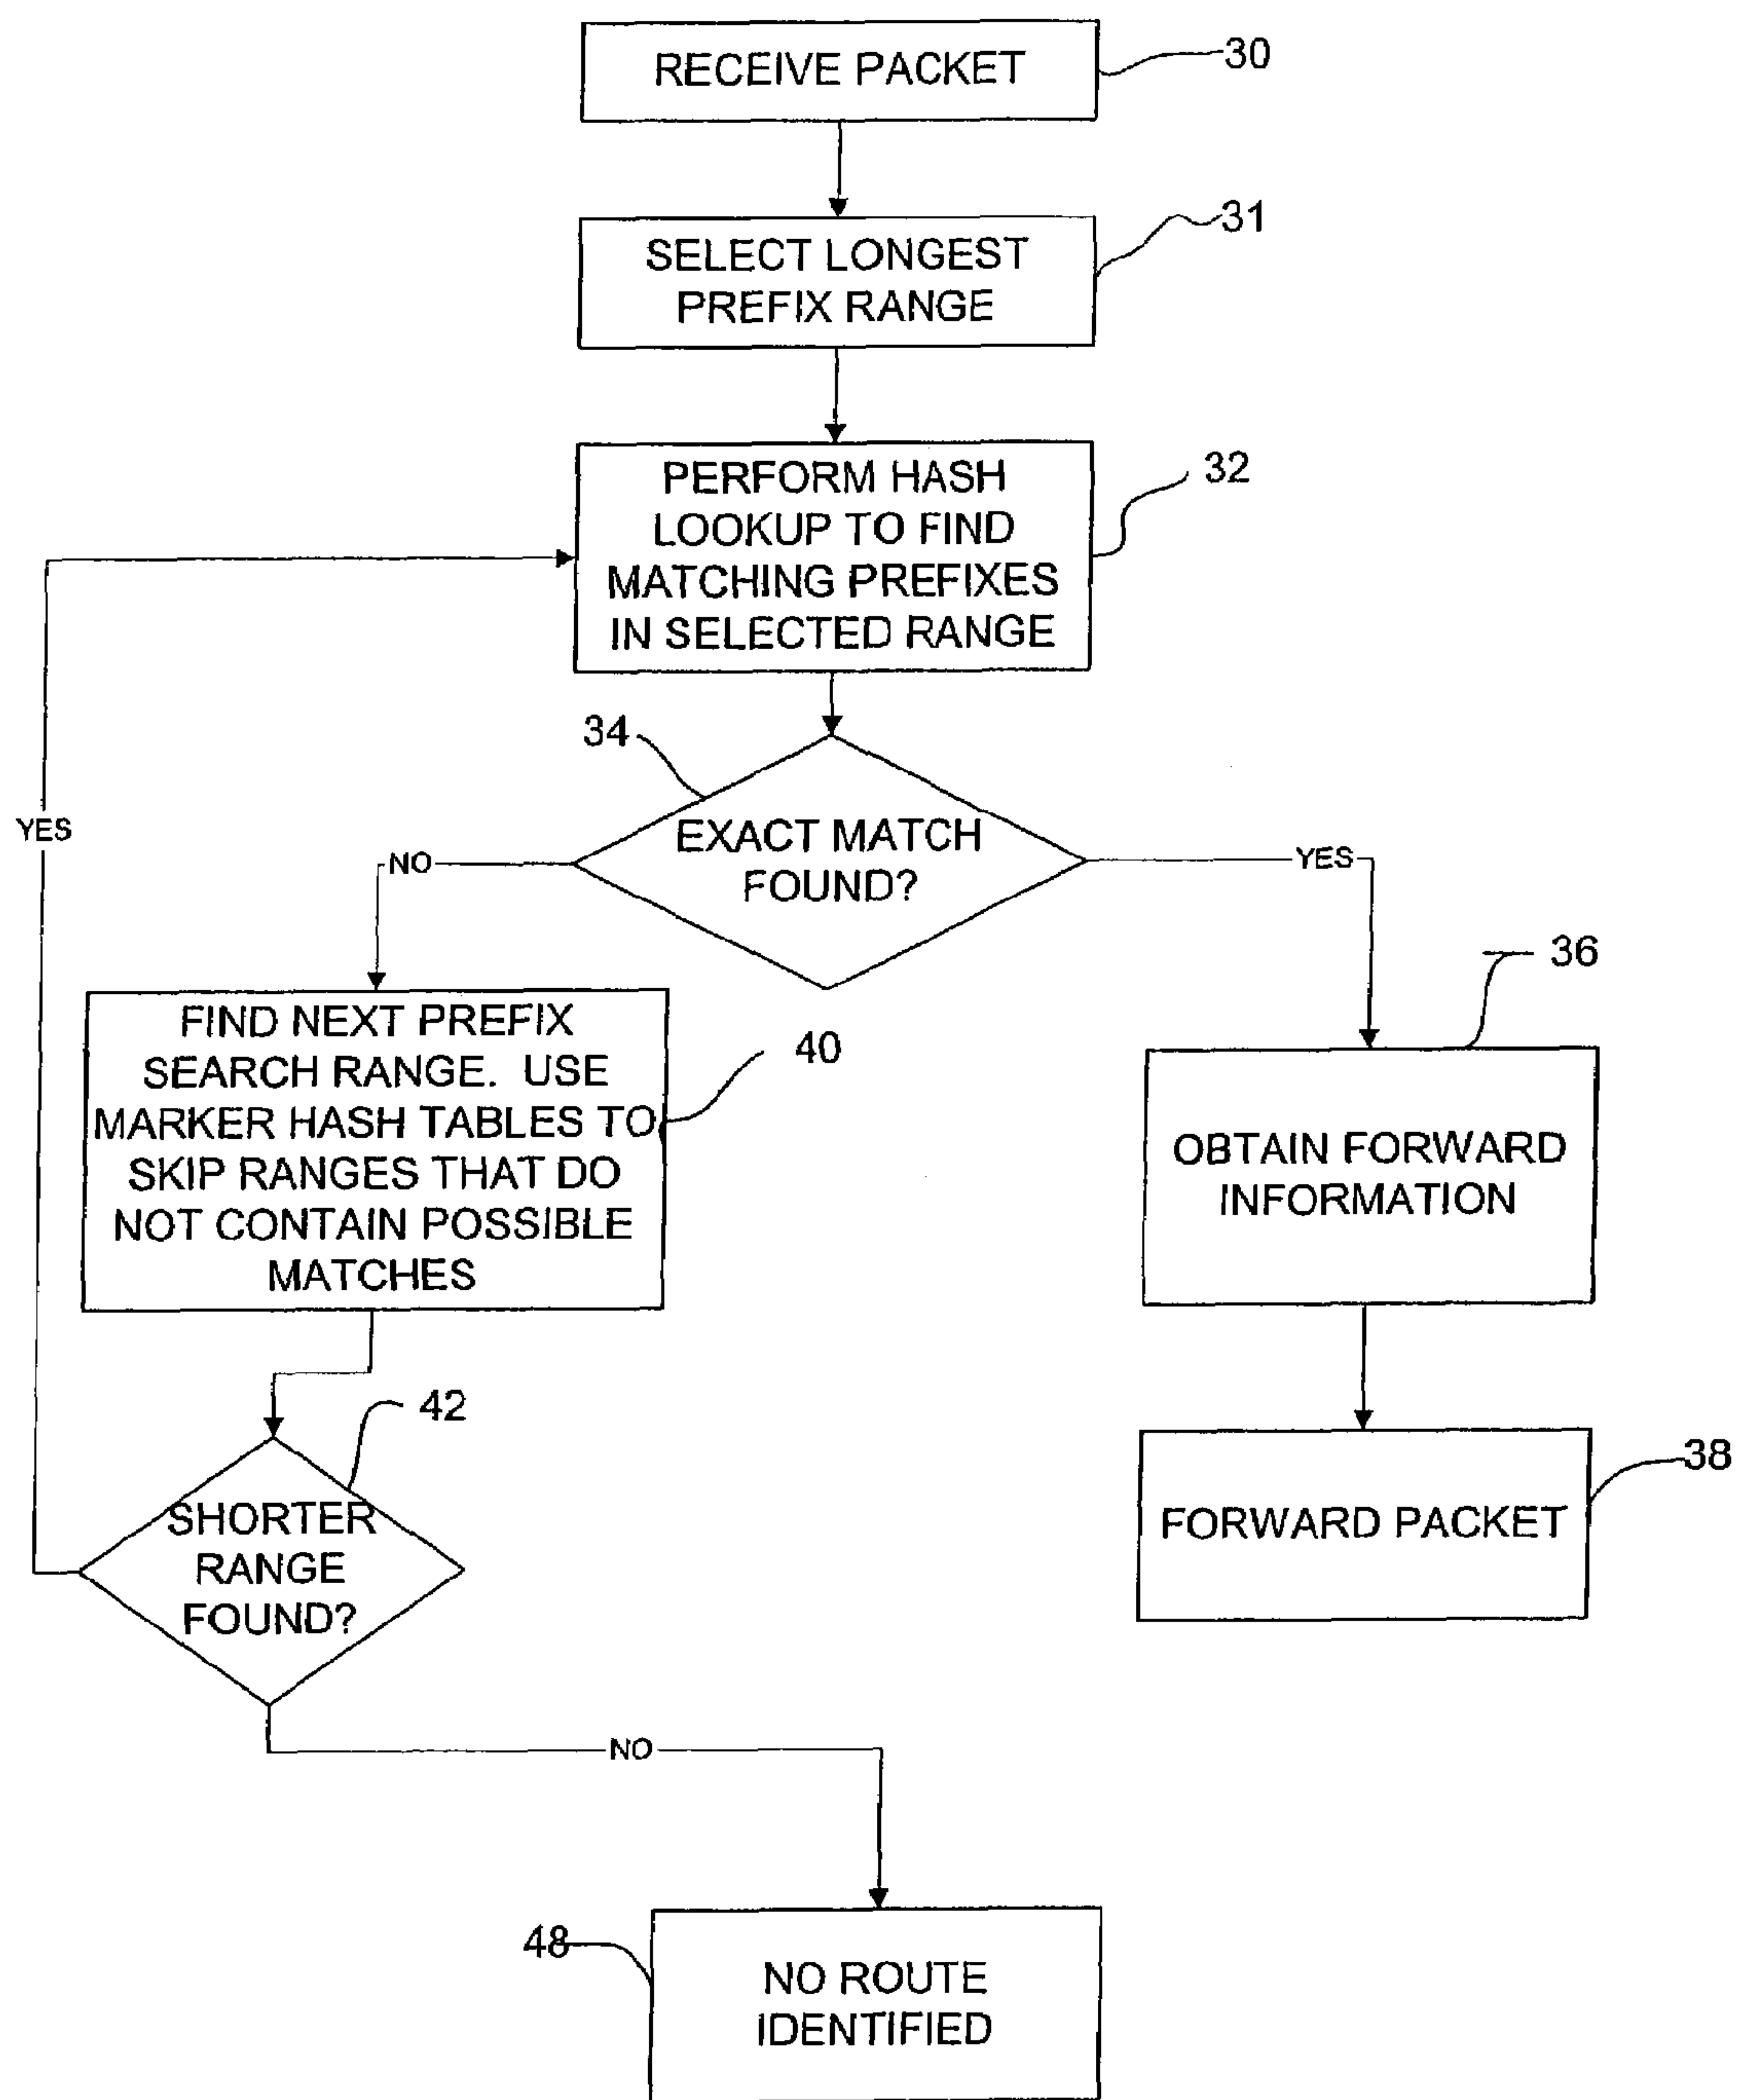 RECEIVE PACKET
30
SELECT LONGEST
PREFIX RANGE
31
PERFORM HASH
LOOKUP TO FIND
MATCHING PREFIXES
IN SELECTED RANGE
32
34
EXACT MATCH
FOUND?
YES
NO
YES
FIND NEXT PREFIX
SEARCH RANGE. USE
MARKER HASH TABLES TO
SKIP RANGES THAT DO
NOT CONTAIN POSSIBLE
MATCHES
40
36
OBTAIN FORWARD
INFORMATION
42
SHORTER
RANGE
FOUND?
38
FORWARD PACKET
NO
48
NO ROUTE
IDENTIFIED